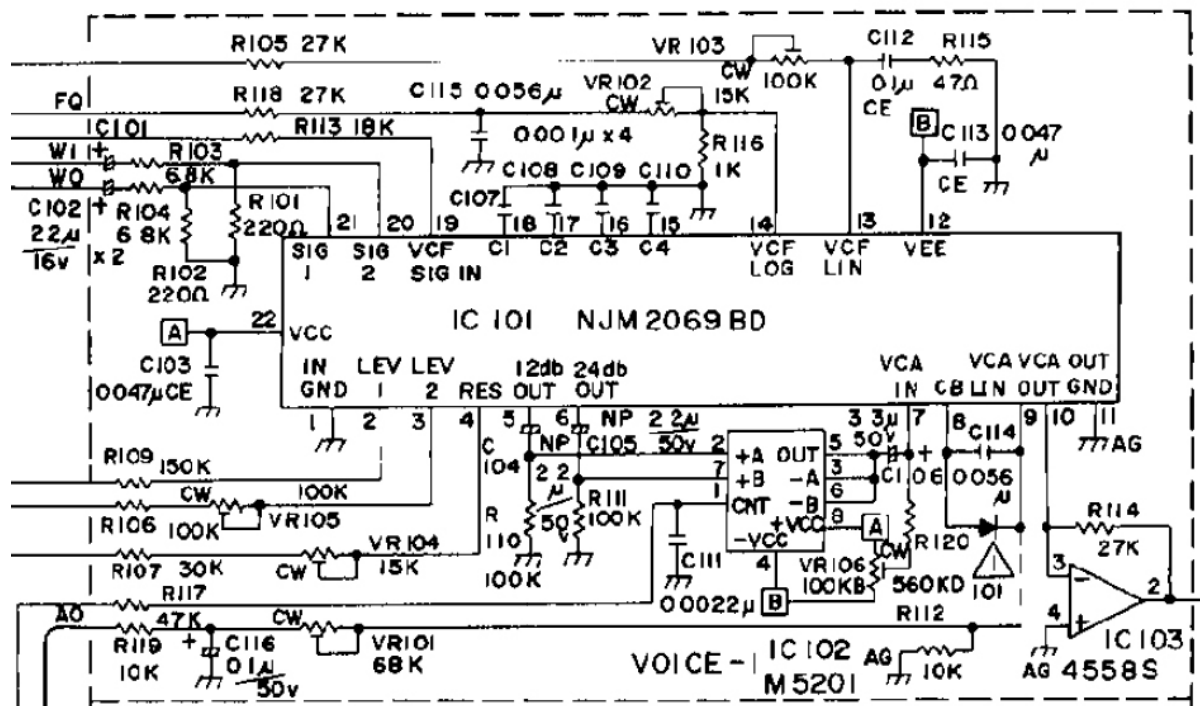 R105 27K
VR103
CW
100K
C112
0.1µ
CE
R115
47Ω
FQ
R118 27K
C115 0.056µ
VR102
CW
15K
B
C101
R113 18K
0.001µ x 4
R116
1K
C113 0.047
µ
CE
W1 +
R103
6.8K
WQ
C108 C109 C110
C107
C102
2.2µ
16v
x 2
+
R104
6.8K
R101
220Ω
R102
220Ω
21 20 19 18 17 16 15 14 13 12
SIG
1
SIG
2
VCF
SIG IN
C1 C2 C3 C4
VCF
LOG
VCF
LIN
VEE
A
22
VCC
IC 101 NJM2069BD
C103
0.047µCE
IN
GND
LEV
1
LEV
2
RES
12db
OUT
24db
OUT
VCA
IN
CB
VCA
LIN
VCA
OUT
OUT
GND
1 2 3 4 5 6 7 8 9 10 11
AG
NP
NP
C
104
2.2
µ
50
v
C105
2.2µ
50v
3.3µ
50v
C106
+
C114
0.056
µ
R109
150K
CW
100K
R106
100K
VR105
R
110
100K
R111
100K
2
7
1
+A OUT
+B -A
CNT -B
+VCC
-VCC
5
3
6
8
4
A
B
C111
0.0022µ
VR106
100KB
CW
R120
560KD
101
R114
27K
R107 30K
CW
VR104
15K
R117
47K
AO
R119
10K
+
C116
0.1µ
50v
CW
VR101
68K
R112
10K
AG
3
-
4
+
2
AG
IC103
4558S
VOICE-1
IC102
M5201